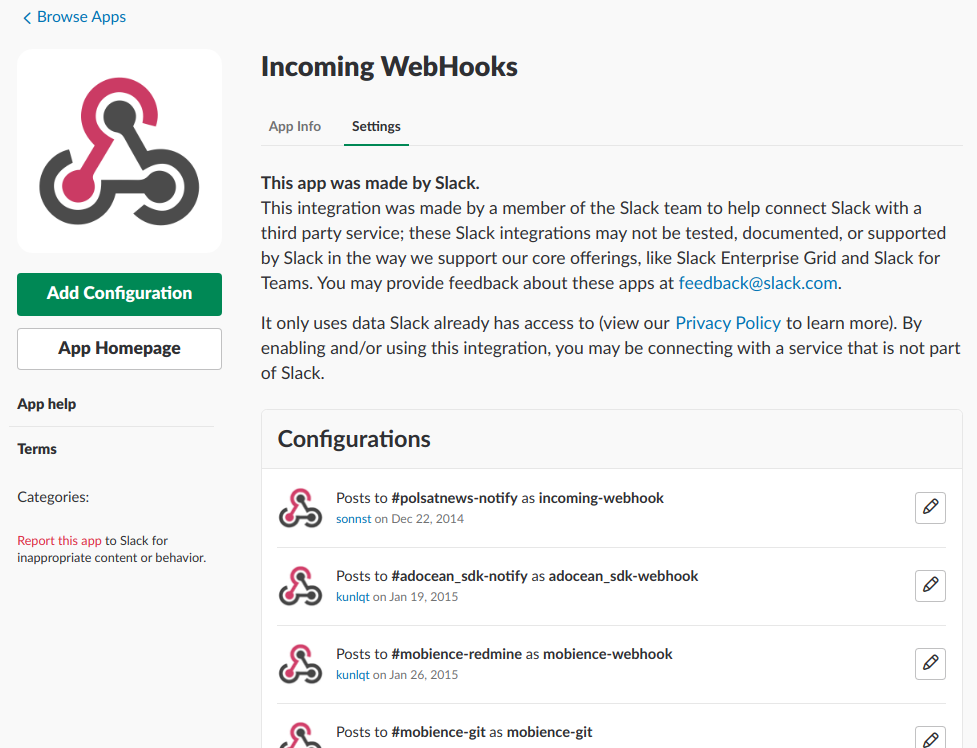 Browse Apps
Incoming WebHooks
App Info
Settings
This app was made by Slack.
This integration was made by a member of the Slack team to help connect Slack with a
third party service; these Slack integrations may not be tested, documented, or supported
by Slack in the way we support our core offerings, like Slack Enterprise Grid and Slack for
Teams. You may provide feedback about these apps at feedback@slack.com.
It only uses data Slack already has access to (view our Privacy Policy to learn more). By
enabling and/or using this integration, you may be connecting with a service that is not part
of Slack.
Add Configuration
App Homepage
App help
Terms
Categories:
Report this app to Slack for
inappropriate content or behavior.
Configurations
Posts to #polsatnews-notify as incoming-webhook
sonnst on Dec 22, 2014
Posts to #adocean_sdk-notify as adocean_sdk-webhook
kunlqt on Jan 19, 2015
Posts to #mobience-redmine as mobience-webhook
kunlqt on Jan 26, 2015
Posts to #mobience-git as mobience-git